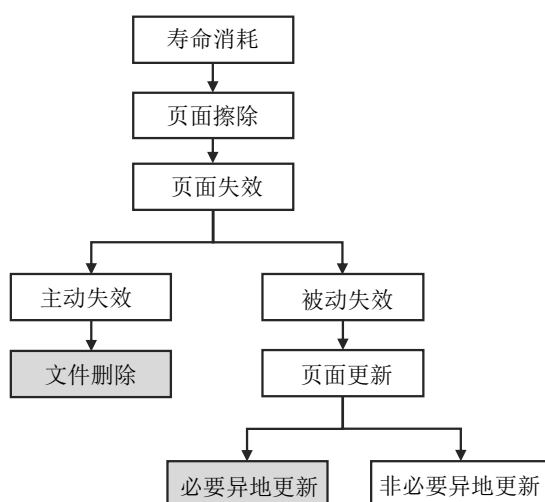 寿命消耗
页面擦除
页面失效
主动失效
被动失效
文件删除
页面更新
必要异地更新
非必要异地更新